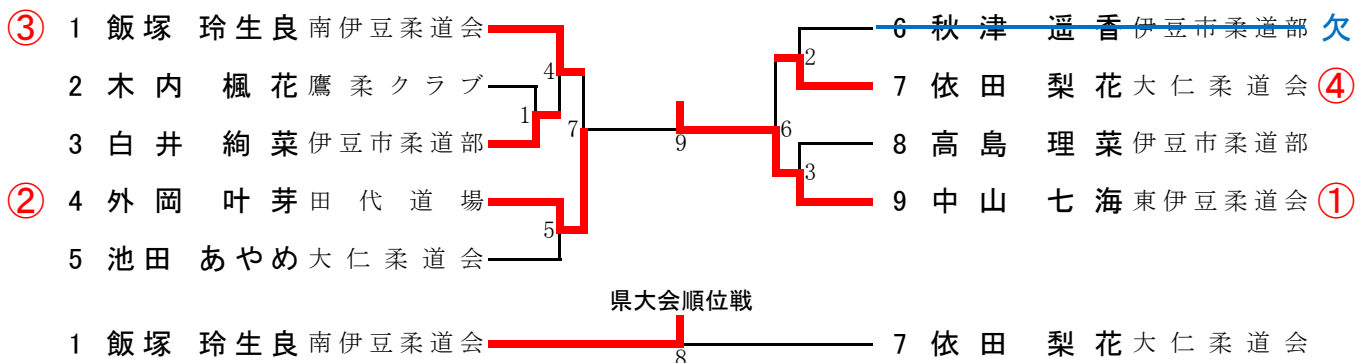 ③ 1 飯塚 玲生良 南伊豆柔道会
2 木内 楓花 鷹柔クラブ
3 白井 絢菜 伊豆市柔道部
② 4 外岡 叶芽 田代道場
5 池田 あやめ 大仁柔道会
4
1
7
5
9
6 秋津 遥香 伊豆市柔道部 欠
7 依田 梨花 大仁柔道会 ④
8 高島 理菜 伊豆市柔道部
9 中山 七海 東伊豆柔道会 ①
2
6
3
県大会順位戦
1 飯塚 玲生良 南伊豆柔道会
8
7 依田 梨花 大仁柔道会